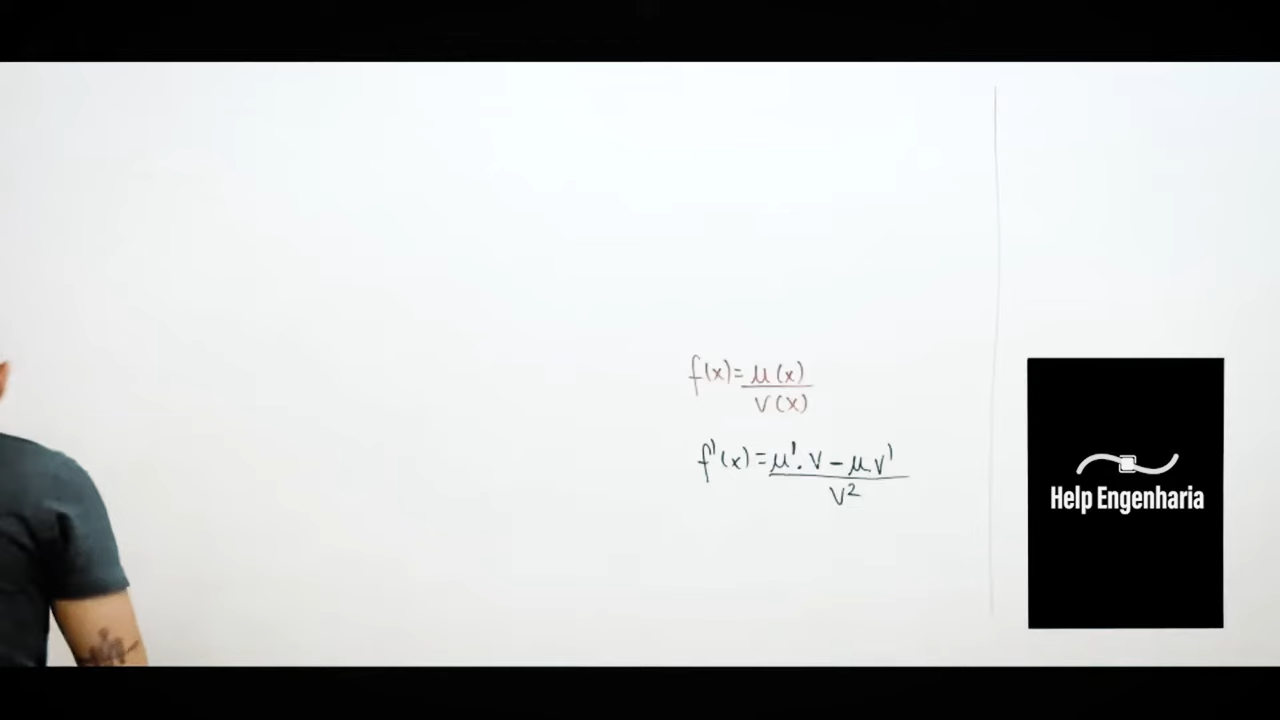 f(x)=μ(x)/v(x)
f'(x)=μ'.v-μ.v'/v²
Help Engenharia